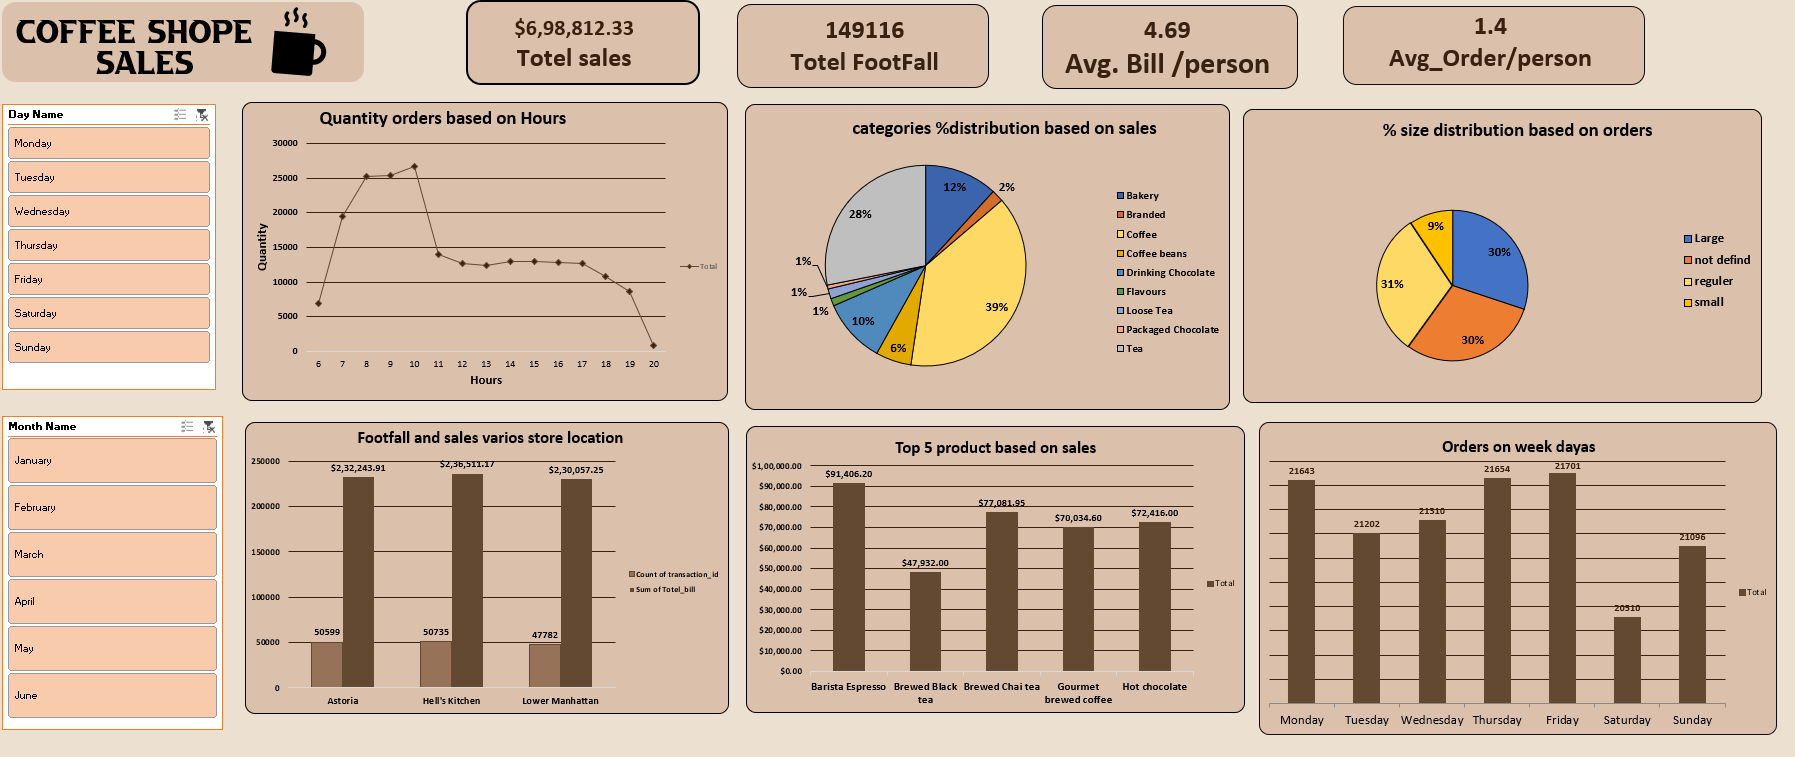 COFFEE SHOPE
SALES
$6,98,812.33
Totel sales
149116
Totel FootFall
4.69
Avg. Bill /person
1.4
Avg_Order/person
Day Name
Monday
Tuesday
Wednesday
Thursday
Friday
Saturday
Sunday
Quantity orders based on Hours
30000
25000
20000
15000
10000
5000
0
Quantity
6 7 8 9 10 11 12 13 14 15 16 17 18 19 20
Hours
Total
categories %distribution based on sales
12%
2%
39%
6%
10%
1%
1%
1%
28%
Bakery
Branded
Coffee
Coffee beans
Drinking Chocolate
Flavours
Loose Tea
Packaged Chocolate
Tea
% size distribution based on orders
30%
30%
31%
9%
Large
not defind
reguler
small
Month Name
January
February
March
April
May
June
Footfall and sales varios store location
250000
200000
150000
100000
50000
0
$2,32,243.91
$2,36,511.17
$2,30,057.25
50599
50735
47782
Astoria
Hell's Kitchen
Lower Manhattan
Count of transaction_id
Sum of Totel_bill
Top 5 product based on sales
$1,00,000.00
$90,000.00
$80,000.00
$70,000.00
$60,000.00
$50,000.00
$40,000.00
$30,000.00
$20,000.00
$10,000.00
$0.00
$91,406.20
$47,932.00
$77,081.95
$70,034.60
$72,416.00
Barista Espresso
Brewed Black
tea
Brewed Chai tea
Gourmet
brewed coffee
Hot chocolate
Total
Orders on week dayas
21643
21202
21310
21654
21701
20510
21096
Monday
Tuesday
Wednesday
Thursday
Friday
Saturday
Sunday
Total